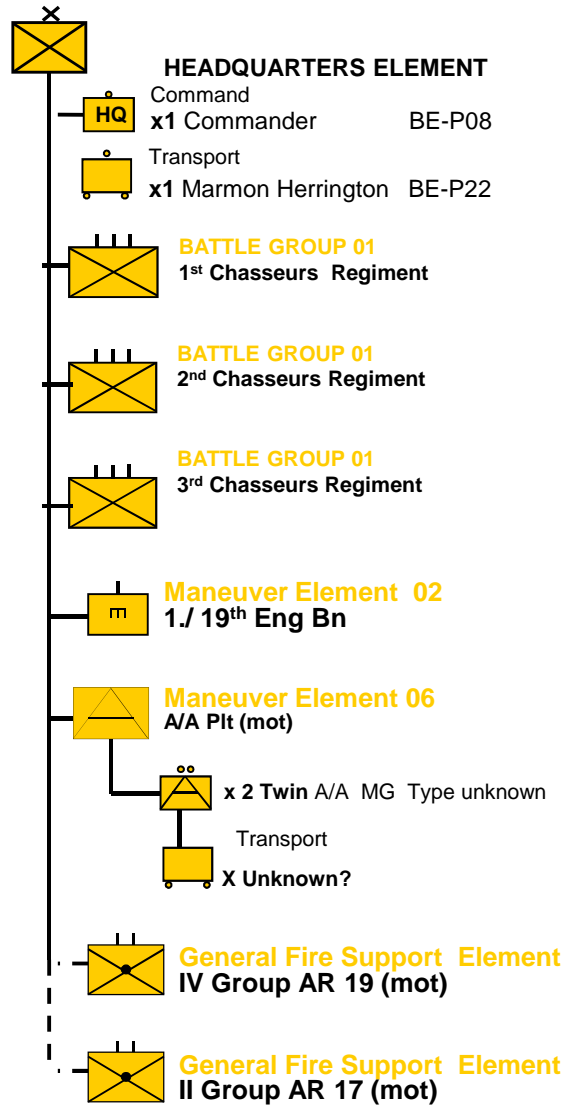 HEADQUARTERS ELEMENT
Command
HQ
x1 Commander BE-P08
Transport
x1 Marmon Herrington BE-P22
BATTLE GROUP 01
1st Chasseurs Regiment
BATTLE GROUP 01
2nd Chasseurs Regiment
BATTLE GROUP 01
3rd Chasseurs Regiment
Maneuver Element 02
1./ 19th Eng Bn
Maneuver Element 06
A/A Plt (mot)
x 2 Twin A/A MG Type unknown
Transport
X Unknown?
General Fire Support Element
IV Group AR 19 (mot)
General Fire Support Element
II Group AR 17 (mot)